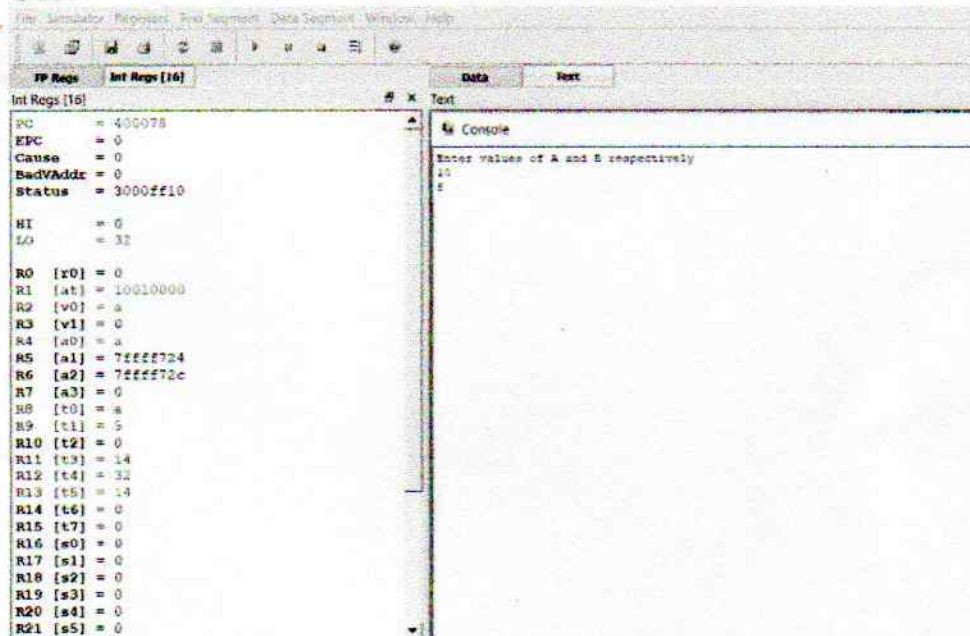 File Simulator Registers Text Segment Data Segment Window Help
FP Regs Int Regs [16]
Data Text
Int Regs [16]
Text
PC = 400078
EPC = 0
Cause = 0
BadVAddr = 0
Status = 3000ff10
HI = 0
LO = 32
R0 [r0] = 0
R1 [at] = 10010000
R2 [v0] = a
R3 [v1] = 0
R4 [a0] = a
R5 [a1] = 7ffff724
R6 [a2] = 7ffff72c
R7 [a3] = 0
R8 [t0] = a
R9 [t1] = 5
R10 [t2] = 0
R11 [t3] = 14
R12 [t4] = 32
R13 [t5] = 14
R14 [t6] = 0
R15 [t7] = 0
R16 [s0] = 0
R17 [s1] = 0
R18 [s2] = 0
R19 [s3] = 0
R20 [s4] = 0
R21 [s5] = 0
Console
Enter values of A and B respectively
10
5